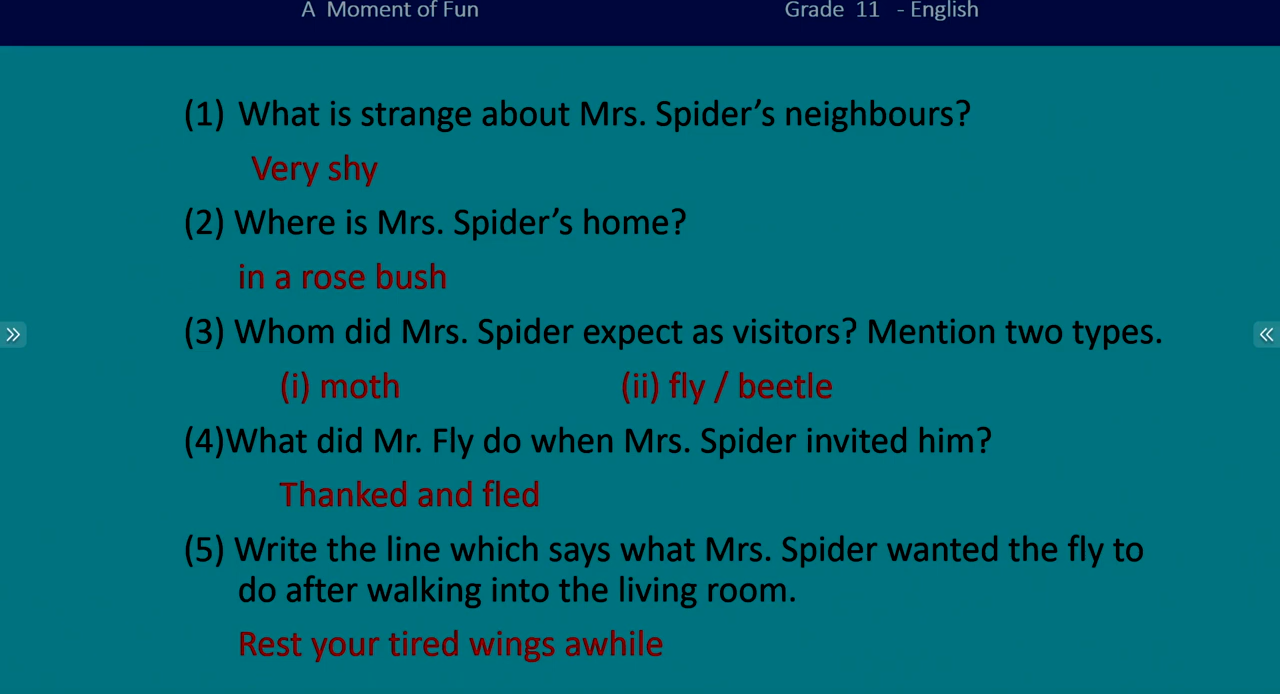 A Moment of Fun Grade 11 - English
(1) What is strange about Mrs. Spider’s neighbours?
Very shy
(2) Where is Mrs. Spider’s home?
in a rose bush
(3) Whom did Mrs. Spider expect as visitors? Mention two types.
(i) moth (ii) fly / beetle
(4)What did Mr. Fly do when Mrs. Spider invited him?
Thanked and fled
(5) Write the line which says what Mrs. Spider wanted the fly to
do after walking into the living room.
Rest your tired wings awhile